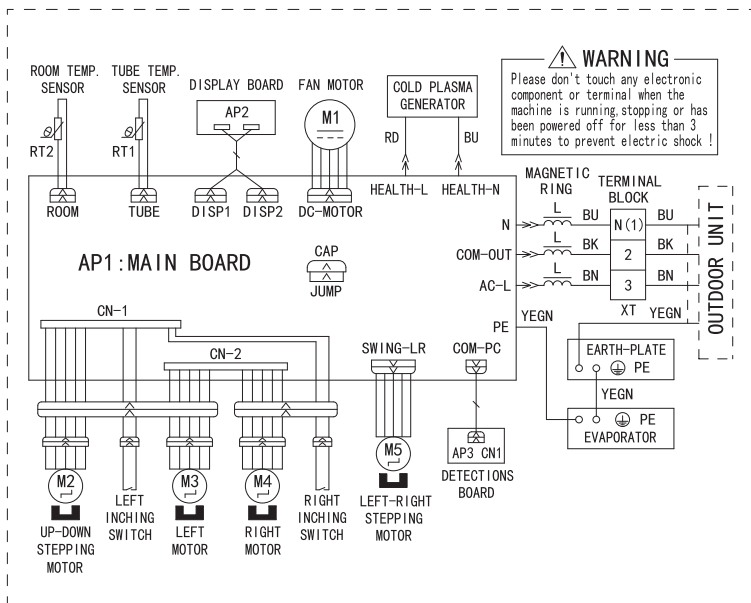 ROOM TEMP.
SENSOR
TUBE TEMP.
SENSOR
DISPLAY BOARD
FAN MOTOR
COLD PLASMA
GENERATOR
WARNING
Please don't touch any electronic
component or terminal when the
machine is running,stopping or has
been powered off for less than 3
minutes to prevent electric shock !
AP2
M1
RT2
RT1
RD
BU
ROOM
TUBE
DISP1
DISP2
DC-MOTOR
HEALTH-L
HEALTH-N
MAGNETIC
RING
TERMINAL
BLOCK
N
L
BU
N(1)
BU
COM-OUT
L
BK
2
BK
AC-L
L
BN
3
BN
XT
YEGN
OUTDOOR UNIT
AP1:MAIN BOARD
CAP
JUMP
PE
YEGN
CN-1
CN-2
SWING-LR
COM-PC
EARTH-PLATE
PE
YEGN
PE
EVAPORATOR
AP3 CN1
DETECTIONS
BOARD
M2
M3
M4
M5
UP-DOWN
STEPPING
MOTOR
LEFT
INCHING
SWITCH
LEFT
MOTOR
RIGHT
MOTOR
RIGHT
INCHING
SWITCH
LEFT-RIGHT
STEPPING
MOTOR